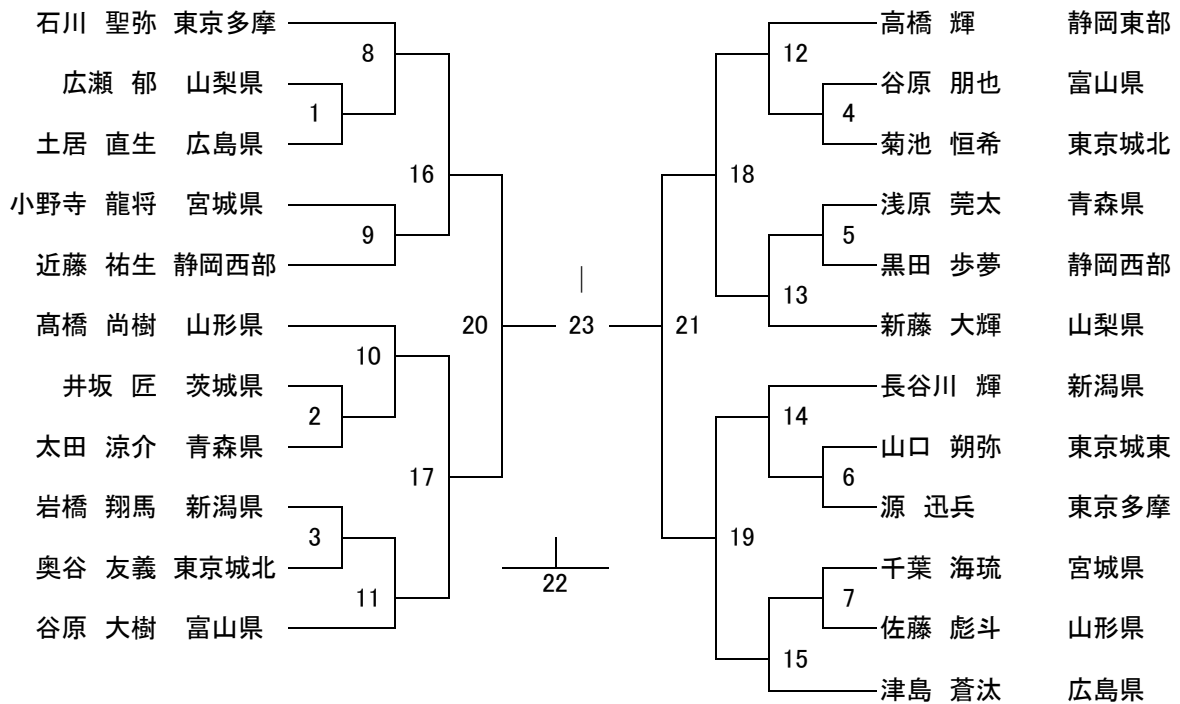 石川 聖弥 東京多摩
8
広瀬 郁 山梨県
1
土居 直生 広島県
16
小野寺 龍将 宮城県
9
近藤 祐生 静岡西部
20
髙橋 尚樹 山形県
10
井坂 匠 茨城県
2
太田 涼介 青森県
17
岩橋 翔馬 新潟県
3
奥谷 友義 東京城北
11
谷原 大樹 富山県
23
22
高橋 輝 静岡東部
12
谷原 朋也 富山県
4
菊池 恒希 東京城北
18
浅原 莞太 青森県
5
黒田 歩夢 静岡西部
13
新藤 大輝 山梨県
21
長谷川 輝 新潟県
14
山口 朔弥 東京城東
6
源 迅兵 東京多摩
19
千葉 海琉 宮城県
7
佐藤 彪斗 山形県
15
津島 蒼汰 広島県